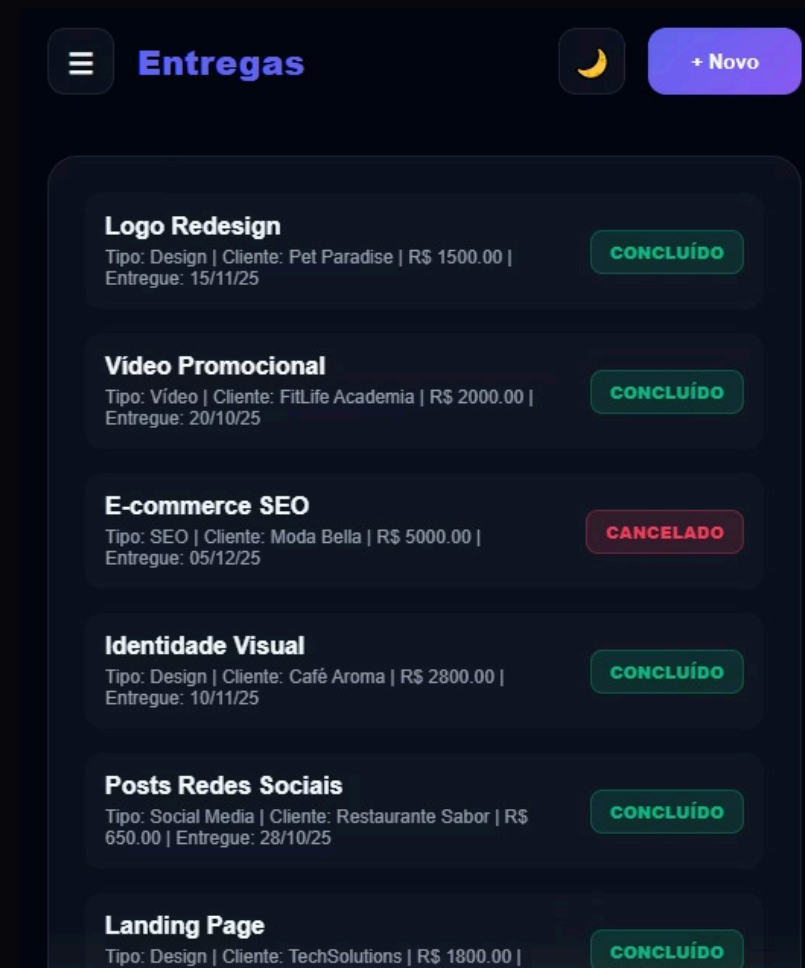 Entregas
+ Novo
Logo Redesign
Tipo: Design | Cliente: Pet Paradise | R$ 1500.00 |
Entregue: 15/11/25
CONCLUÍDO
Vídeo Promocional
Tipo: Vídeo | Cliente: FitLife Academia | R$ 2000.00 |
Entregue: 20/10/25
CONCLUÍDO
E-commerce SEO
Tipo: SEO | Cliente: Moda Bella | R$ 5000.00 |
Entregue: 05/12/25
CANCELADO
Identidade Visual
Tipo: Design | Cliente: Café Aroma | R$ 2800.00 |
Entregue: 10/11/25
CONCLUÍDO
Posts Redes Sociais
Tipo: Social Media | Cliente: Restaurante Sabor | R$
650.00 | Entregue: 28/10/25
CONCLUÍDO
Landing Page
Tipo: Design | Cliente: TechSolutions | R$ 1800.00 |
CONCLUÍDO